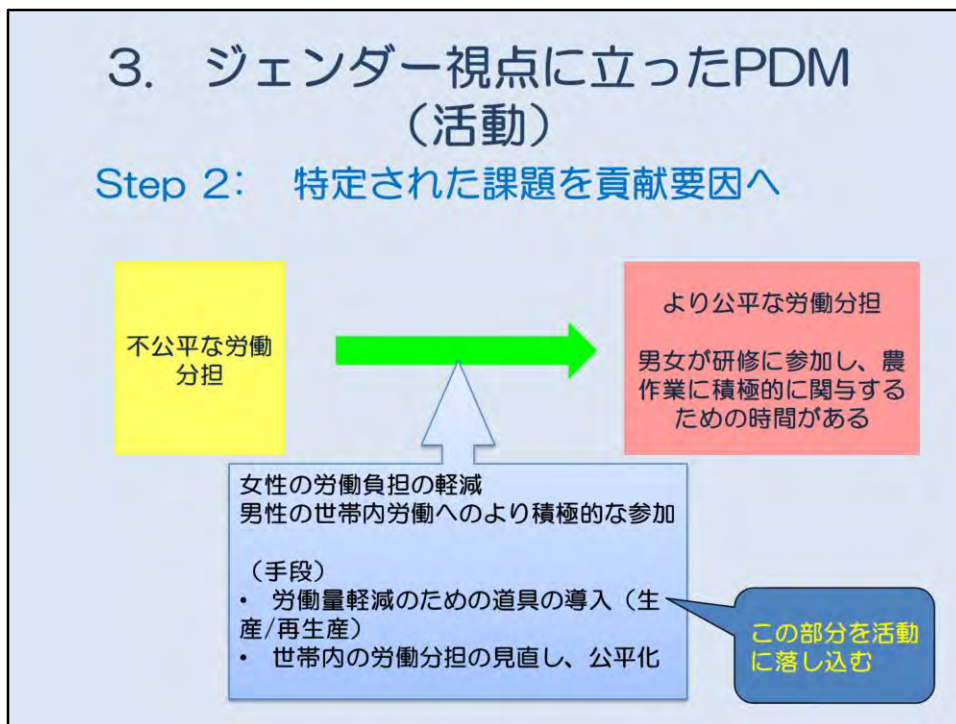 3． ジェンダー視点に立ったPDM
（活動）
Step 2： 特定された課題を貢献要因へ
不公平な労働
分担
より公平な労働分担
男女が研修に参加し、農
作業に積極的に関与する
ための時間がある
女性の労働負担の軽減
男性の世帯内労働へのより積極的な参加
（手段）
• 労働量軽減のための道具の導入（生
産/再生産）
• 世帯内の労働分担の見直し、公平化
この部分を活動
に落し込む